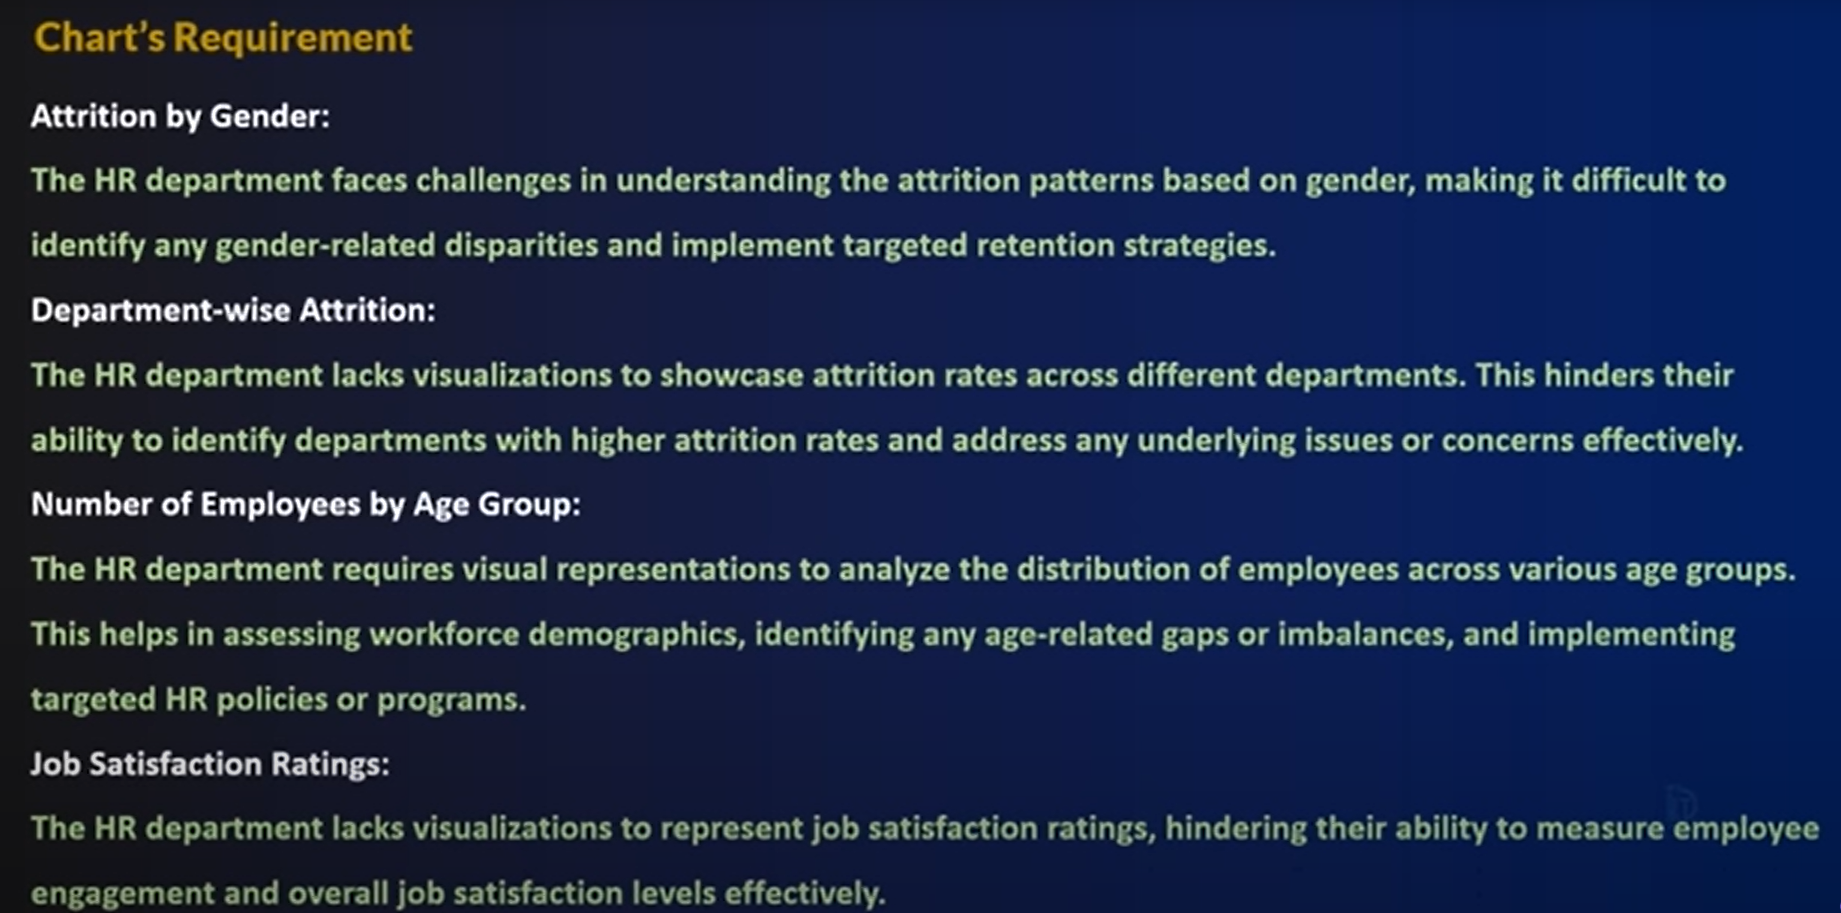 Chart’s Requirement
Attrition by Gender:
The HR department faces challenges in understanding the attrition patterns based on gender, making it difficult to
identify any gender-related disparities and implement targeted retention strategies.
Department-wise Attrition:
The HR department lacks visualizations to showcase attrition rates across different departments. This hinders their
ability to identify departments with higher attrition rates and address any underlying issues or concerns effectively.
Number of Employees by Age Group:
The HR department requires visual representations to analyze the distribution of employees across various age groups.
This helps in assessing workforce demographics, identifying any age-related gaps or imbalances, and implementing
targeted HR policies or programs.
Job Satisfaction Ratings:
The HR department lacks visualizations to represent job satisfaction ratings, hindering their ability to measure employee
engagement and overall job satisfaction levels effectively.